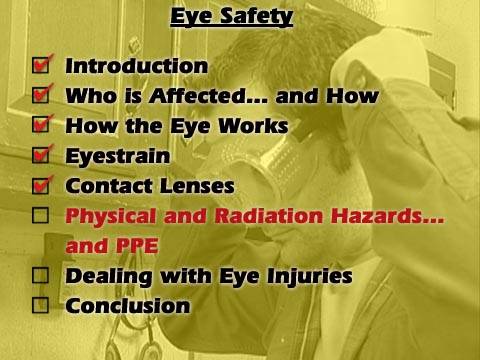 Eye Safety
Introduction
Who is Affected... and How
How the Eye Works
Eyestrain
Contact Lenses
Physical and Radiation Hazards...
and PPE
Dealing with Eye Injuries
Conclusion